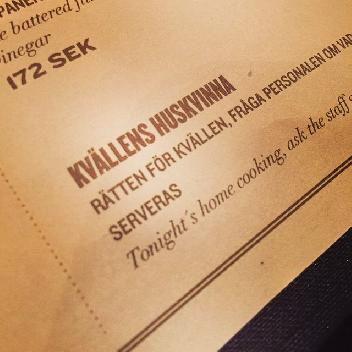 e battered
inegar
172 SEK
KVÄLLENS HUSKVINNA
RÄTTEN FÖR KVÄLLEN, FRÅGA PERSONALEN OM VAD
SERVERAS
Tonight's home cooking, ask the staff